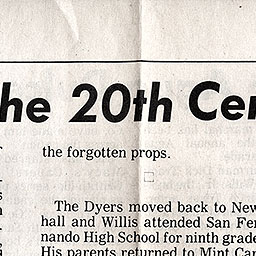 he 20th Cen
the forgotten props.
The Dyers moved back to New
hall and Willis attended San Fer
nando High School for ninth grade
His parents returned to Mint Can